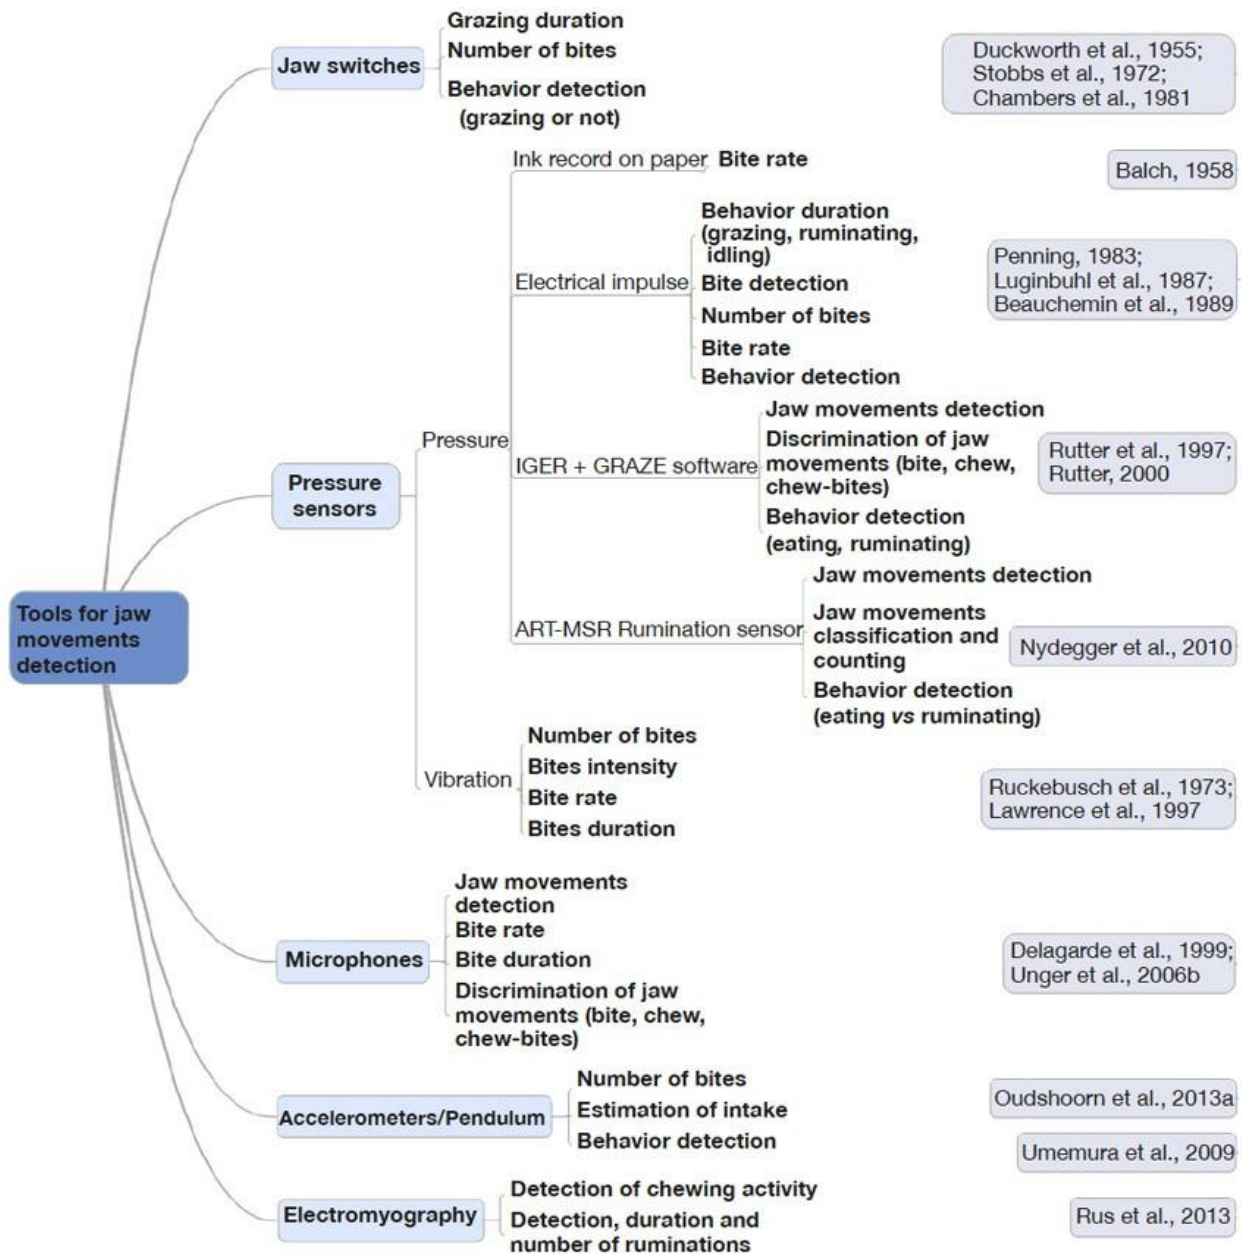 Tools for jaw
movements
detection
Jaw switches
Grazing duration
Number of bites
Behavior detection
(grazing or not)
Duckworth et al., 1955;
Stobbs et al., 1972;
Chambers et al., 1981
Pressure
sensors
Pressure
Ink record on paper
Bite rate
Balch, 1958
Electrical impulse
Behavior duration
(grazing, ruminating,
idling)
Bite detection
Number of bites
Bite rate
Behavior detection
Penning, 1983;
Luginbuhl et al., 1987;
Beauchemin et al., 1989
IGER + GRAZE software
Jaw movements detection
Discrimination of jaw
movements (bite, chew,
chew-bites)
Behavior detection
(eating, ruminating)
Rutter et al., 1997;
Rutter, 2000
ART-MSR Rumination sensor
Jaw movements detection
Jaw movements
classification and
counting
Behavior detection
(eating vs ruminating)
Nydegger et al., 2010
Vibration
Number of bites
Bites intensity
Bite rate
Bites duration
Ruckebusch et al., 1973;
Lawrence et al., 1997
Microphones
Jaw movements
detection
Bite rate
Bite duration
Discrimination of jaw
movements (bite, chew,
chew-bites)
Delagarde et al., 1999;
Unger et al., 2006b
Accelerometers/Pendulum
Number of bites
Estimation of intake
Behavior detection
Oudshoorn et al., 2013a
Umemura et al., 2009
Electromyography
Detection of chewing activity
Detection, duration and
number of ruminations
Rus et al., 2013